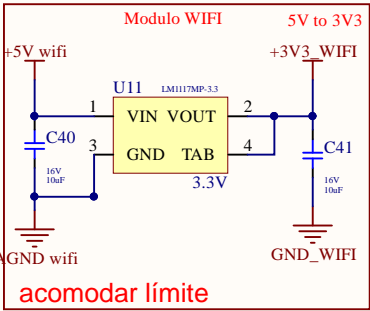 Modulo WIFI
5V to 3V3
+5V wifi
+3V3_WIFI
U11
LM1117MP-3.3
1
VIN
VOUT
2
3
GND
TAB
4
3.3V
C40
16V
10uF
C41
16V
10uF
AGND wifi
GND_WIFI
acomodar límite